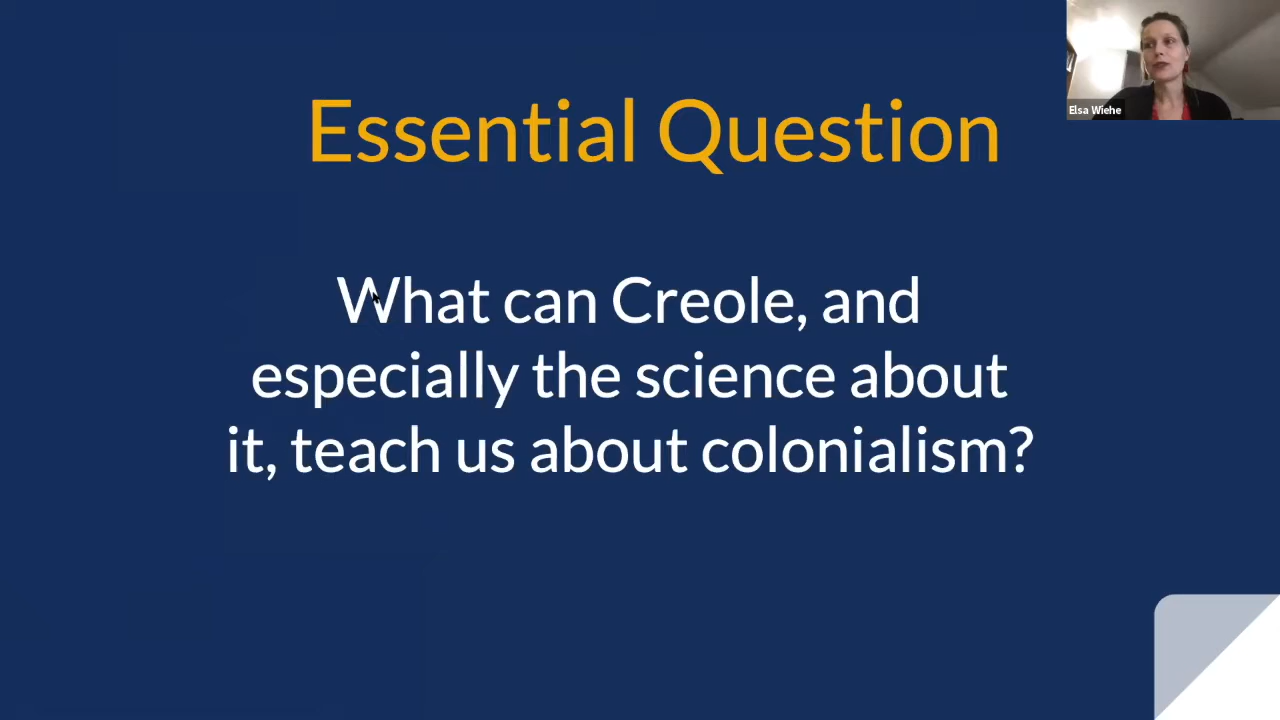 Elsa Wiehe
Essential Question
What can Creole, and
especially the science about
it, teach us about colonialism?